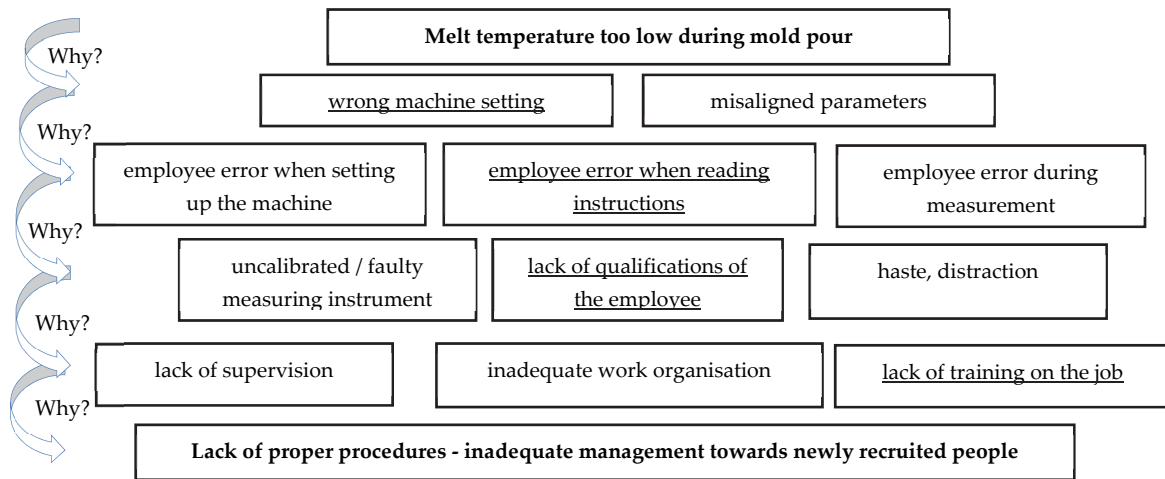 Melt temperature too low during mold pour
Why?
wrong machine setting
misaligned parameters
Why?
employee error when setting
up the machine
employee error when reading
instructions
employee error during
measurement
Why?
uncalibrated / faulty
measuring instrument
lack of qualifications of
the employee
haste, distraction
Why?
lack of supervision
inadequate work organisation
lack of training on the job
Why?
Lack of proper procedures - inadequate management towards newly recruited people